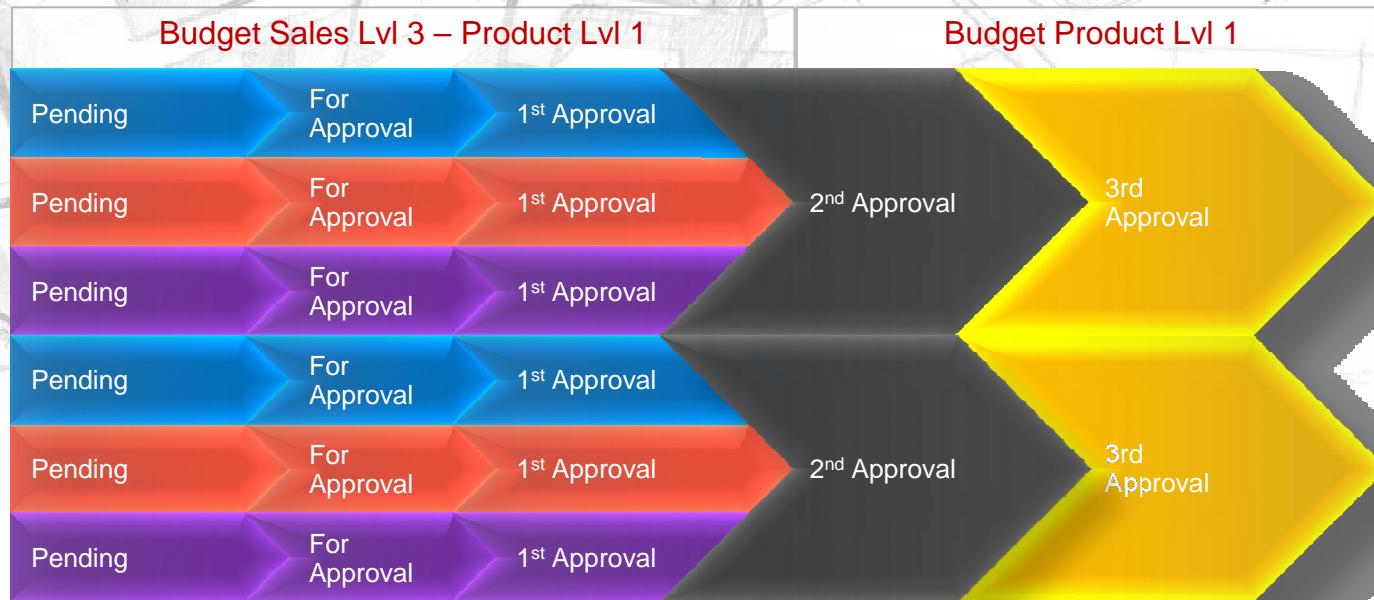 Budget Sales Lvl 3 – Product Lvl 1
Budget Product Lvl 1
Pending
For
Approval
1st Approval
Pending
For
Approval
1st Approval
2nd Approval
3rd
Approval
Pending
For
Approval
1st Approval
Pending
For
Approval
1st Approval
Pending
For
Approval
1st Approval
2nd Approval
3rd
Approval
Pending
For
Approval
1st Approval